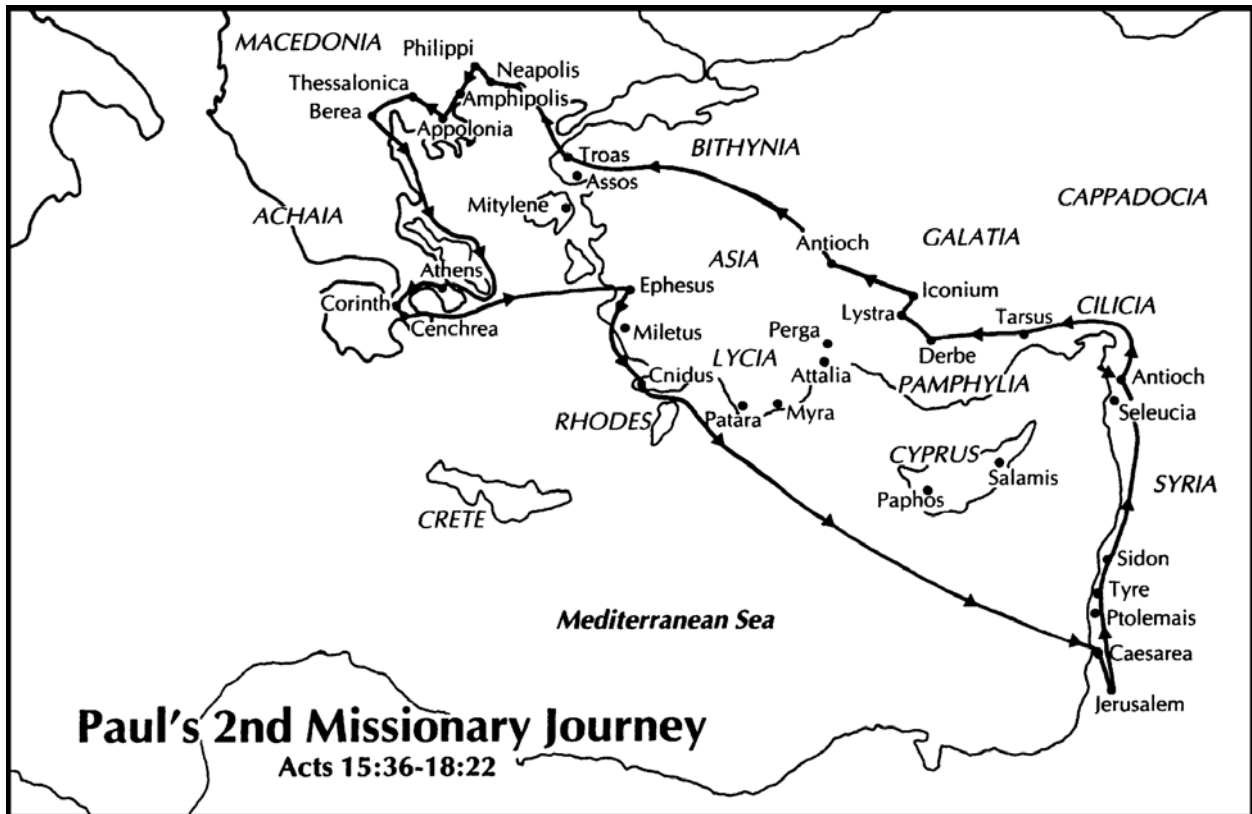 MACEDONIA
Philippi
Neapolis
Thessalonica
Amphipolis
Berea
Appolonia
Troas
BITHYNIA
Assos
CAPPADOCIA
Mitylene
ACHAIA
GALATIA
Antioch
ASIA
Athens
Ephesus
Iconium
Corinth
CILICIA
Lystra
Tarsus
Cenchrea
Miletus
Perga
Derbe
LYCIA
Attalia
Cnidus
PAMPHYLIA
Antioch
RHODES
Patara
Myra
Seleucia
CYPRUS
Salamis
SYRIA
Paphos
CRETE
Sidon
Tyre
Mediterranean Sea
Ptolemais
Caesarea
Jerusalem
Paul's 2nd Missionary Journey
Acts 15:36-18:22